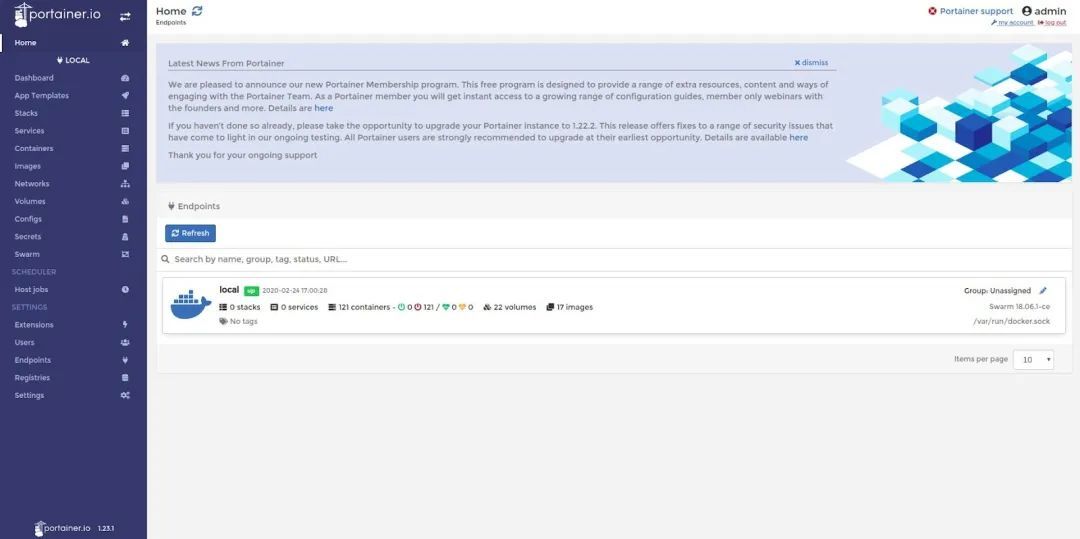 portainer.io
Home
LOCAL
Dashboard
App Templates
Stacks
Services
Containers
Images
Networks
Volumes
Configs
Secrets
Swarm
SCHEDULER
Host jobs
SETTINGS
Extensions
Users
Endpoints
Registries
Settings
portainer.io 1.23.1
Home
Endpoints
Portainer support admin
my account log out
Latest News From Portainer
dismiss
We are pleased to announce our new Portainer Membership program. This free program is designed to provide a range of extra resources, content and ways of
engaging with the Portainer Team. As a Portainer member you will get instant access to a growing range of configuration guides, member only webinars with
the founders and more. Details are here
If you haven't done so already, please take the opportunity to upgrade your Portainer instance to 1.22.2. This release offers fixes to a range of security issues that
have come to light in our ongoing testing. All Portainer users are strongly recommended to upgrade at their earliest opportunity. Details are available here
Thank you for your ongoing support
Endpoints
Refresh
Search by name, group, tag, status, URL...
local up 2020-02-24 17:00:20
Group: Unassigned
0 stacks 0 services 121 containers - 0 121 / 0 0 22 volumes 17 images
Swarm 18.06.1-ce
No tags
/var/run/docker.sock
Items per page 10